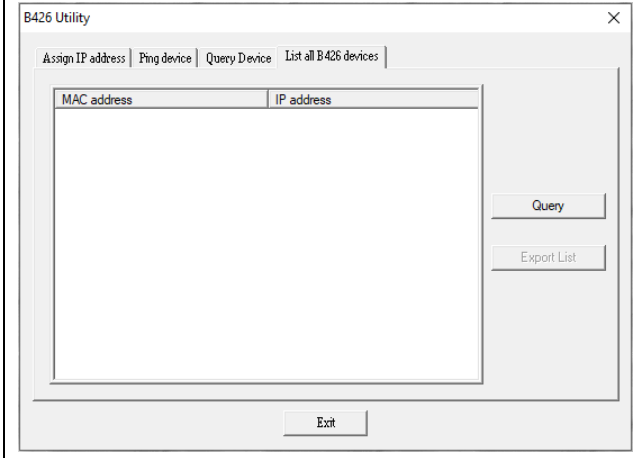 B426 Utility
Assign IP address Ping device Query Device List all B426 devices
MAC address IP address
Query
Export List
Exit